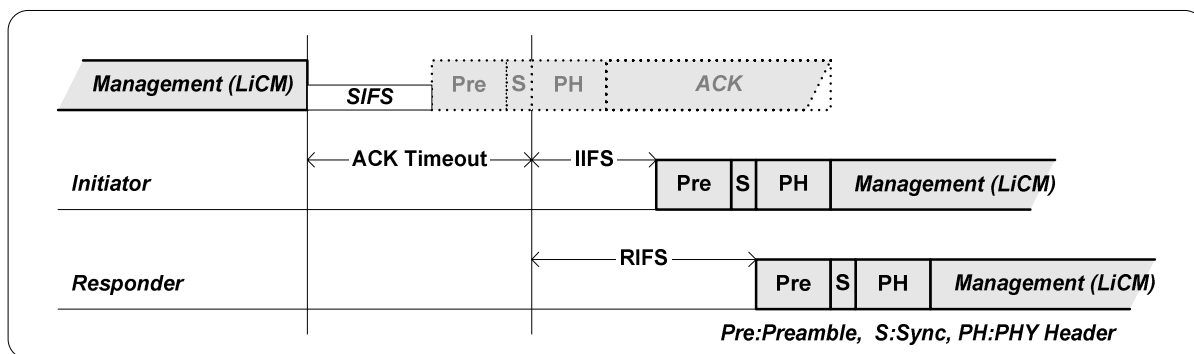 Management (LiCM) SIFS Pre S PH ACK
ACK Timeout IIFS
Initiator Pre S PH Management (LiCM)
RIFS
Responder Pre S PH Management (LiCM)
Pre:Preamble, S:Sync, PH:PHY Header